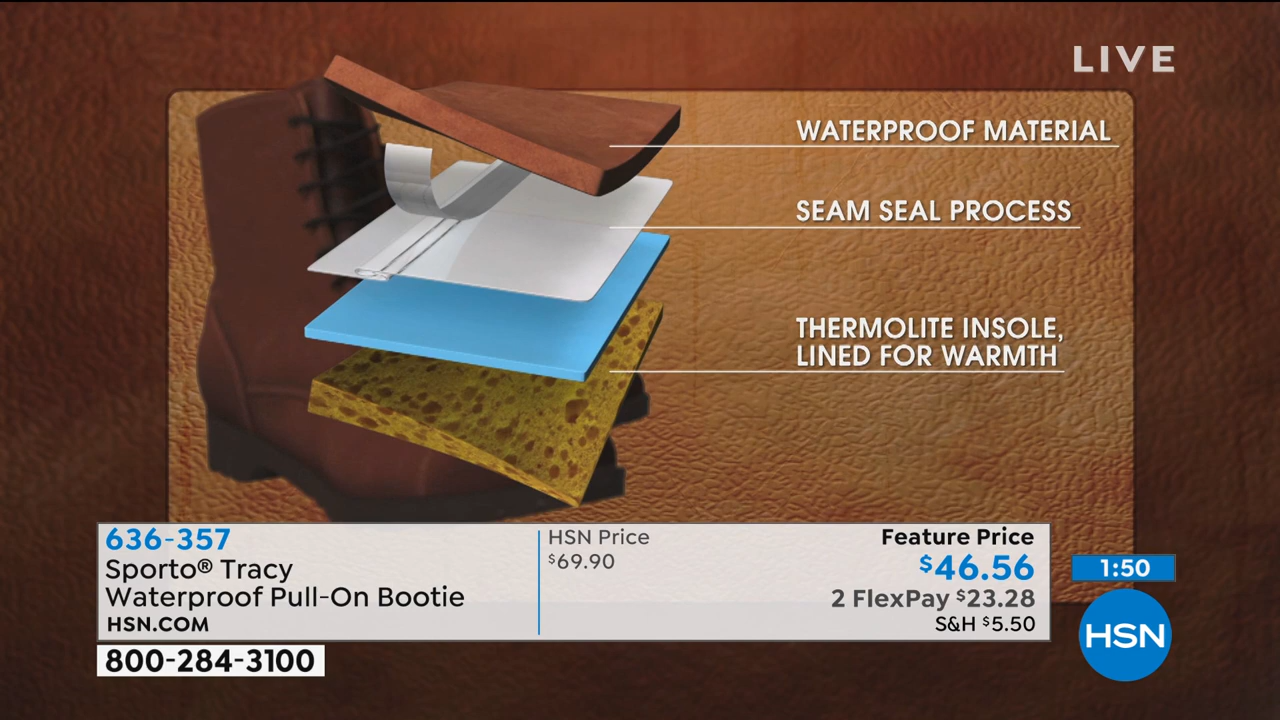 LIVE
WATERPROOF MATERIAL
SEAM SEAL PROCESS
THERMOLITE INSOLE,
LINED FOR WARMTH
636-357
Sporto® Tracy
Waterproof Pull-On Bootie
HSN.COM
HSN Price
$69.90
Feature Price
$46.56
2 FlexPay $23.28
S&H $5.50
1:50
HSN
800-284-3100